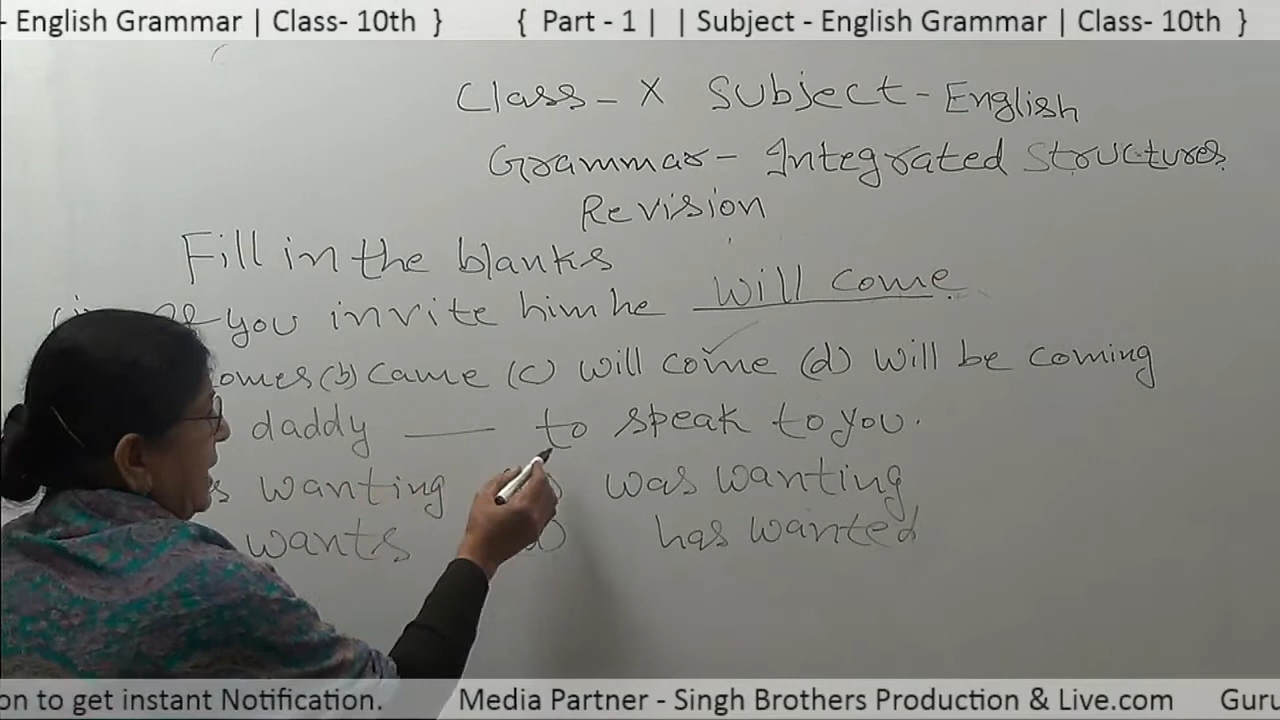 - English Grammar | Class- 10th } { Part - 1 | | Subject - English Grammar | Class- 10th }
Class - X Subject - English
Grammar - Integrated Structures
Revision
Fill in the blanks
you invite him he will come
(b) came (c) will come (d) will be coming
daddy ___ to speak to you.
wanting was wanting
wants has wanted
on to get instant Notification. Media Partner - Singh Brothers Production & Live.com Guru